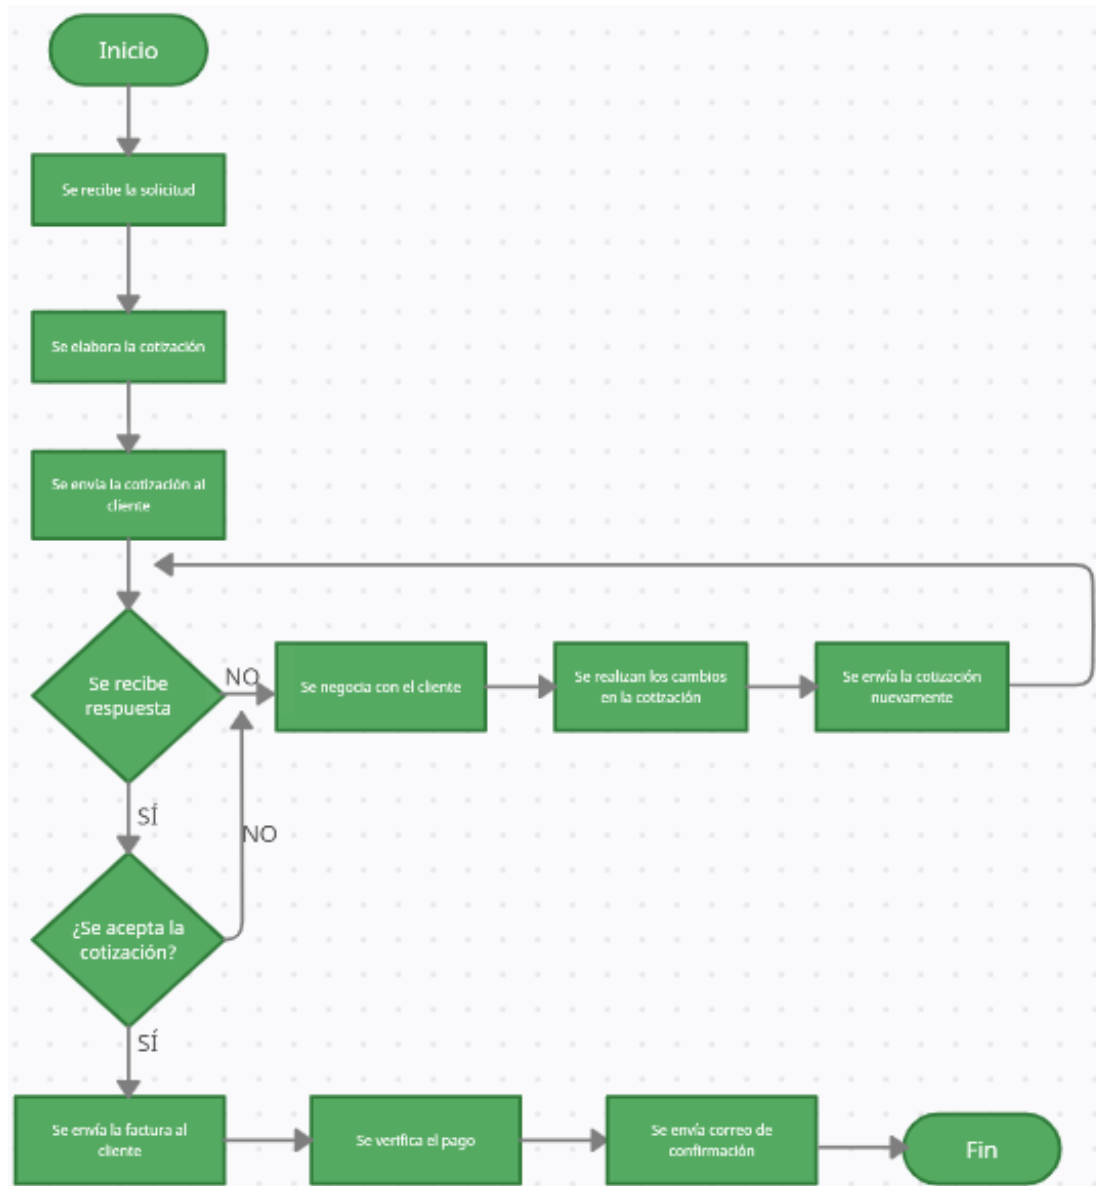 Inicio
Se recibe la solicitud
Se elabora la cotización
Se envía la cotización al
cliente
Se recibe
respuesta
NO
Se negocia con el cliente
Se realizan los cambios
en la cotización
Se envía la cotización
nuevamente
SÍ
NO
¿Se acepta la
cotización?
SÍ
Se envía la factura al
cliente
Se verifica el pago
Se envía correo de
confirmación
Fin